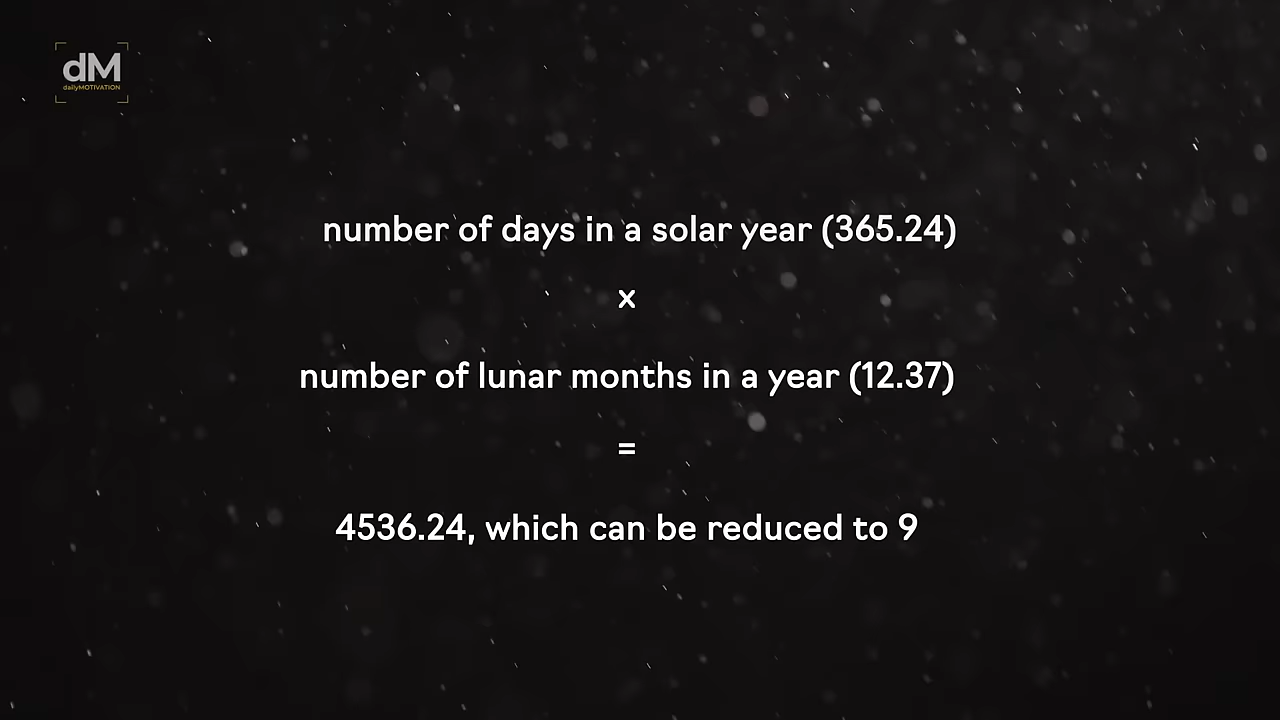 dM
dailyMOTIVATION
number of days in a solar year (365.24)
x
number of lunar months in a year (12.37)
=
4536.24, which can be reduced to 9